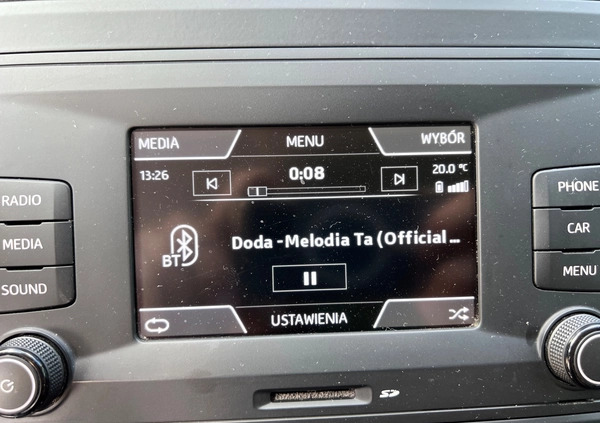 MEDIA MENU WYBÓR
13:26 0:08 20.0 °C
RADIO PHONE
BT Doda - Melodia Ta (Official ...
MEDIA CAR
SOUND MENU
USTAWIENIA
SD